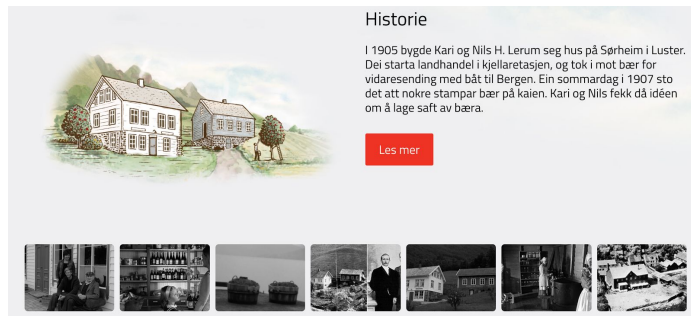 Historie
I 1905 bygde Kari og Nils H. Lerum seg hus på Sørheim i Luster.
Dei starta landhandel i kjellaretasjen, og tok i mot bær for
vidaresending med båt til Bergen. Ein sommardag i 1907 sto
det att nokre stampar bær på kaien. Kari og Nils fekk då idéen
om å lage saft av bæra.
Les mer